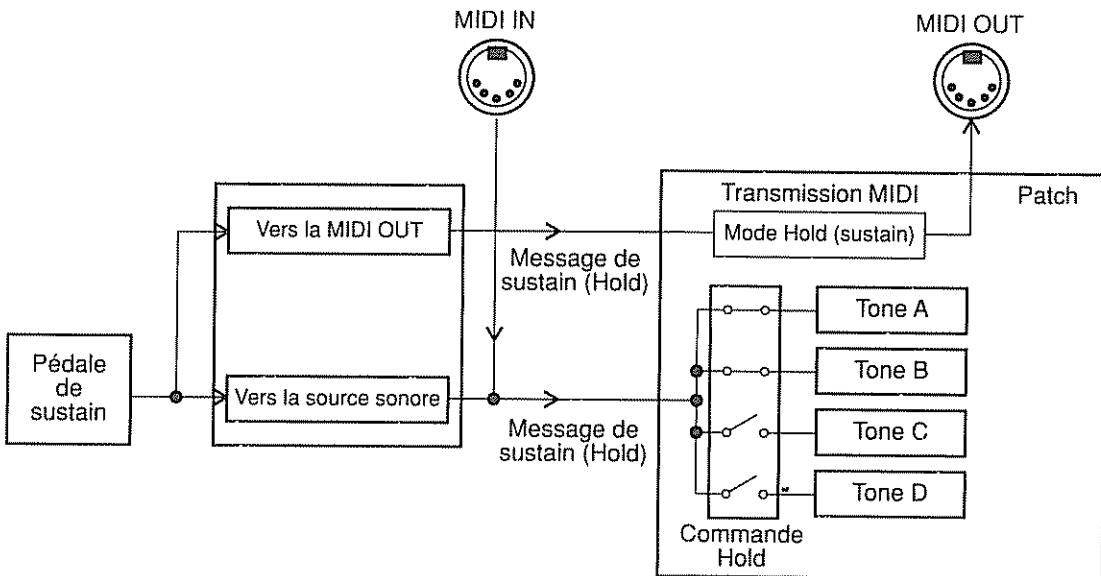 MIDI IN
MIDI OUT
Transmission MIDI
Patch
Vers la MIDI OUT
Mode Hold (sustain)
Message de
sustain (Hold)
Tone A
Pédale
de
sustain
Tone B
Vers la source sonore
Message de
sustain (Hold)
Tone C
Tone D
Commande
Hold